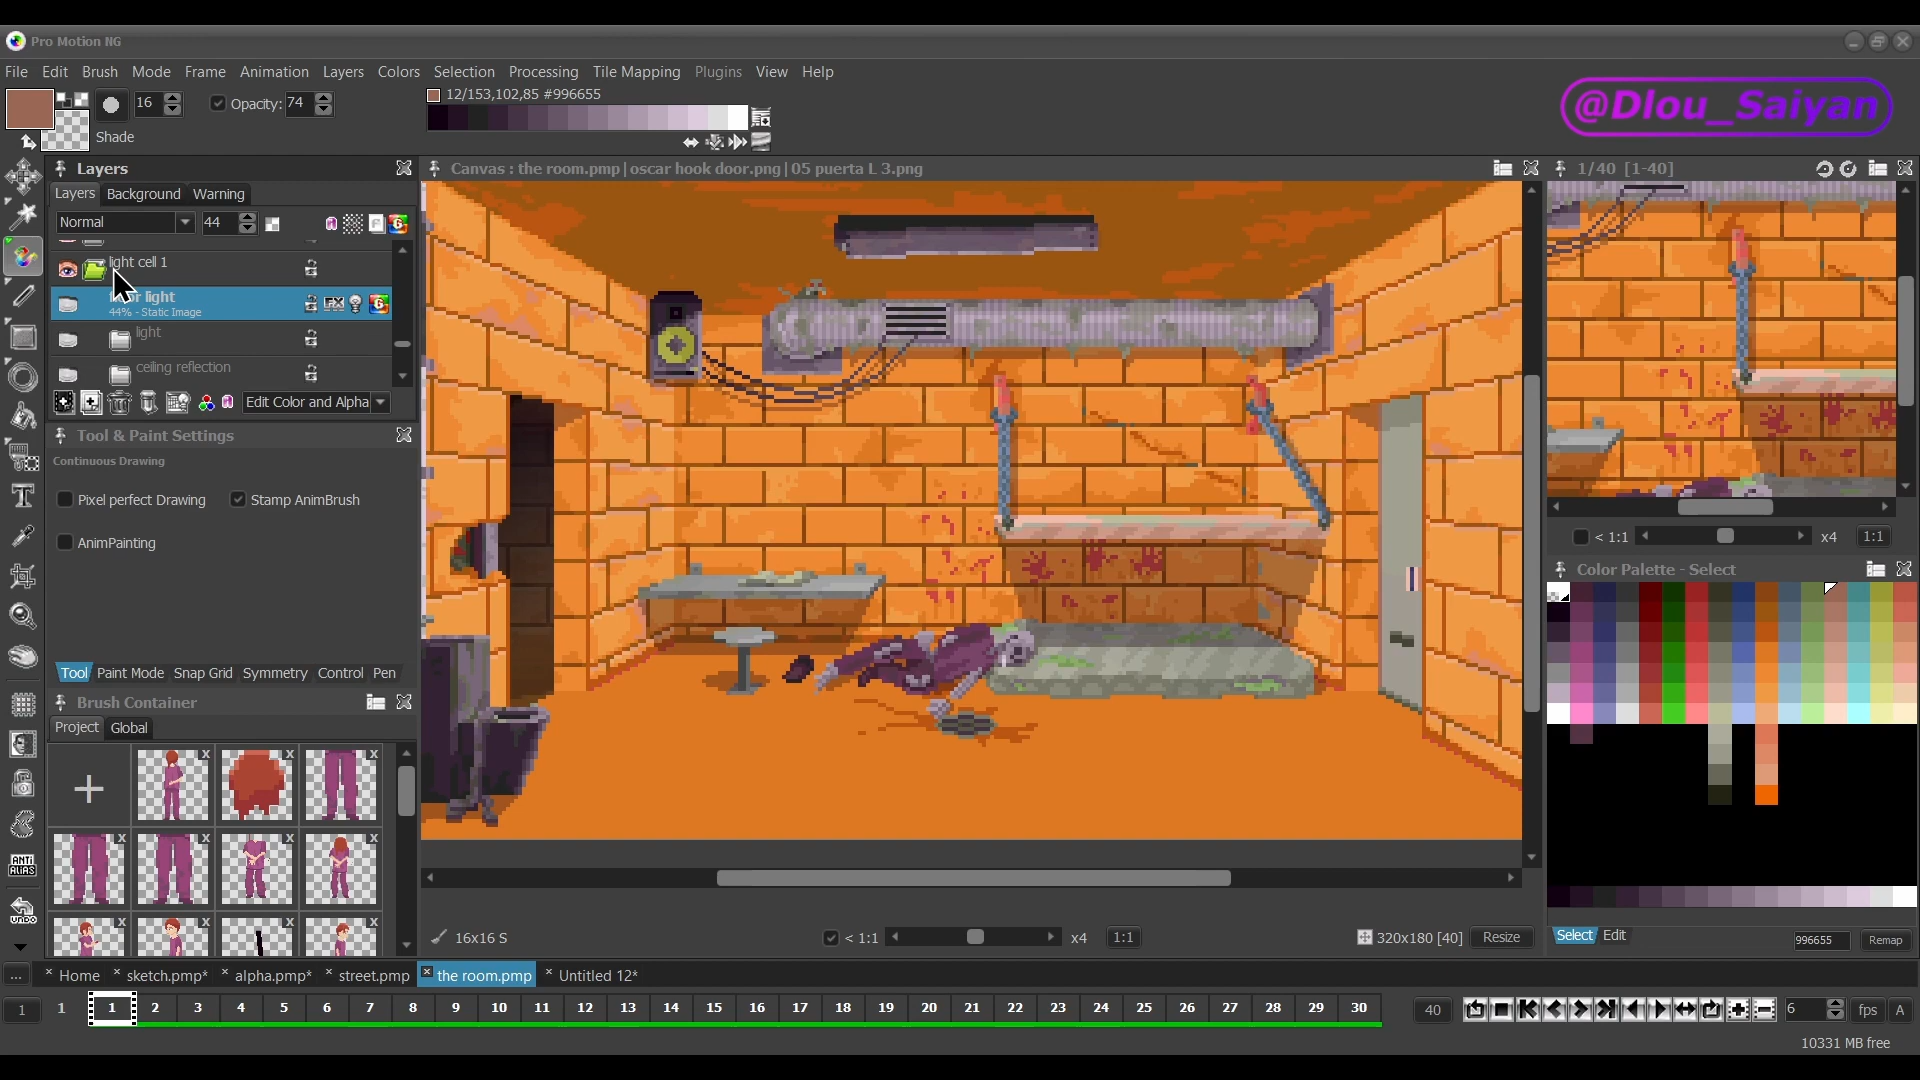 Pro Motion NG
File Edit Brush Mode Frame Animation Layers Colors Selection Processing Tile Mapping Plugins View Help
@Dlou_Saiyan
16 Opacity: 74
12/153,102,85 #996655
Shade
Layers
Canvas : the room.pmp | oscar hook door.png | 05 puerta L 3.png
1/40 [1-40]
Layers Background Warning
Normal 44
light cell 1
light
44% - Static Image
light
ceiling reflection
Edit Color and Alpha
Tool & Paint Settings
Continuous Drawing
Pixel perfect Drawing Stamp AnimBrush
AnimPainting
< 1:1 x4 1:1
Color Palette - Select
Tool Paint Mode Snap Grid Symmetry Control Pen
Brush Container
Project Global
ANTI
ALIAS
UNDO
16x16 S
< 1:1 x4 1:1
320x180 [40] Resize
Select Edit 996655 Remap
... Home sketch.pmp* alpha.pmp* street.pmp the room.pmp Untitled 12*
1 1 1 2 3 4 5 6 7 8 9 10 11 12 13 14 15 16 17 18 19 20 21 22 23 24 25 26 27 28 29 30 40 6 fps A
10331 MB free